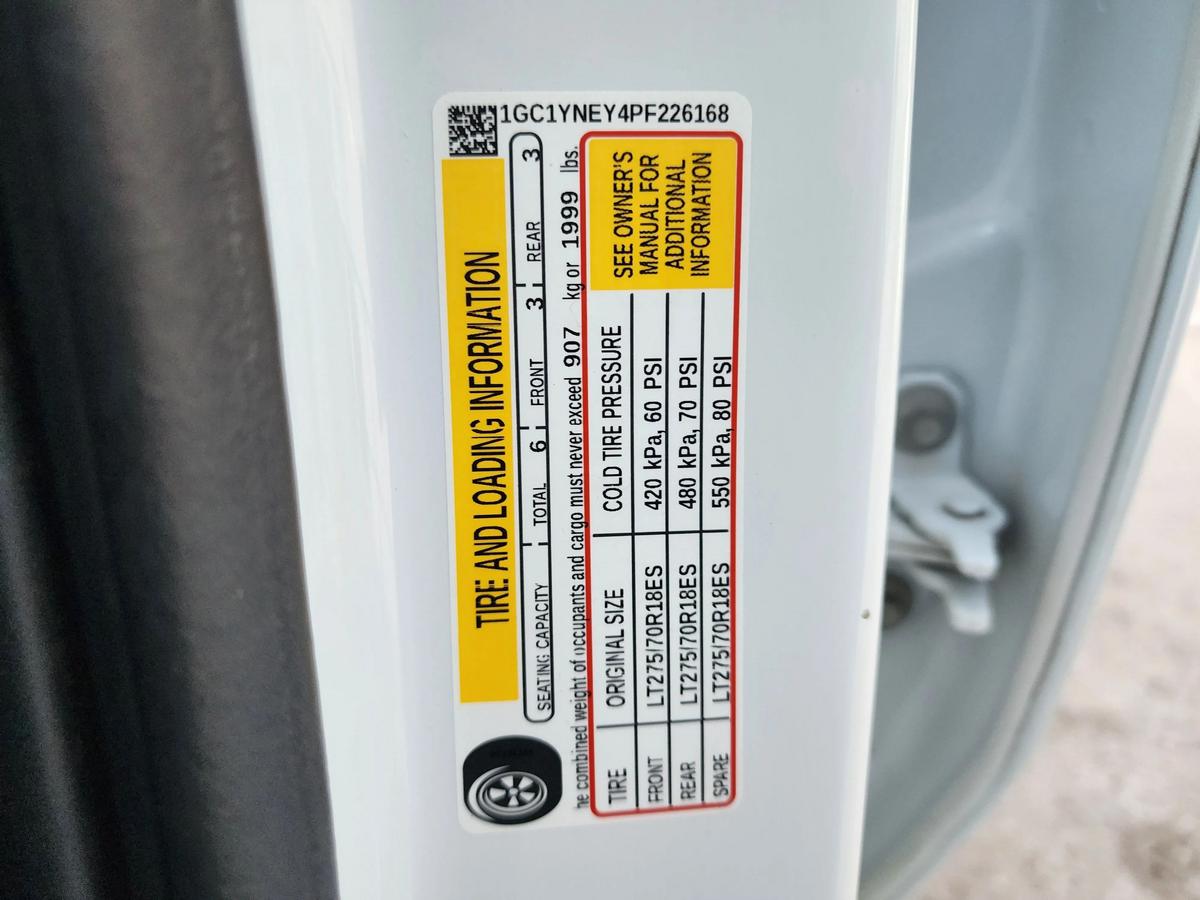 1GC1YNEY4PF226168
TIRE AND LOADING INFORMATION
SEATING CAPACITY TOTAL 6 FRONT 3 REAR 3
he combined weight of occupants and cargo must never exceed 907 kg or 1999 lbs.
TIRE ORIGINAL SIZE COLD TIRE PRESSURE
FRONT LT275/70R18ES 420 kPa, 60 PSI
REAR LT275/70R18ES 480 kPa, 70 PSI
SPARE LT275/70R18ES 550 kPa, 80 PSI
SEE OWNER'S
MANUAL FOR
ADDITIONAL
INFORMATION